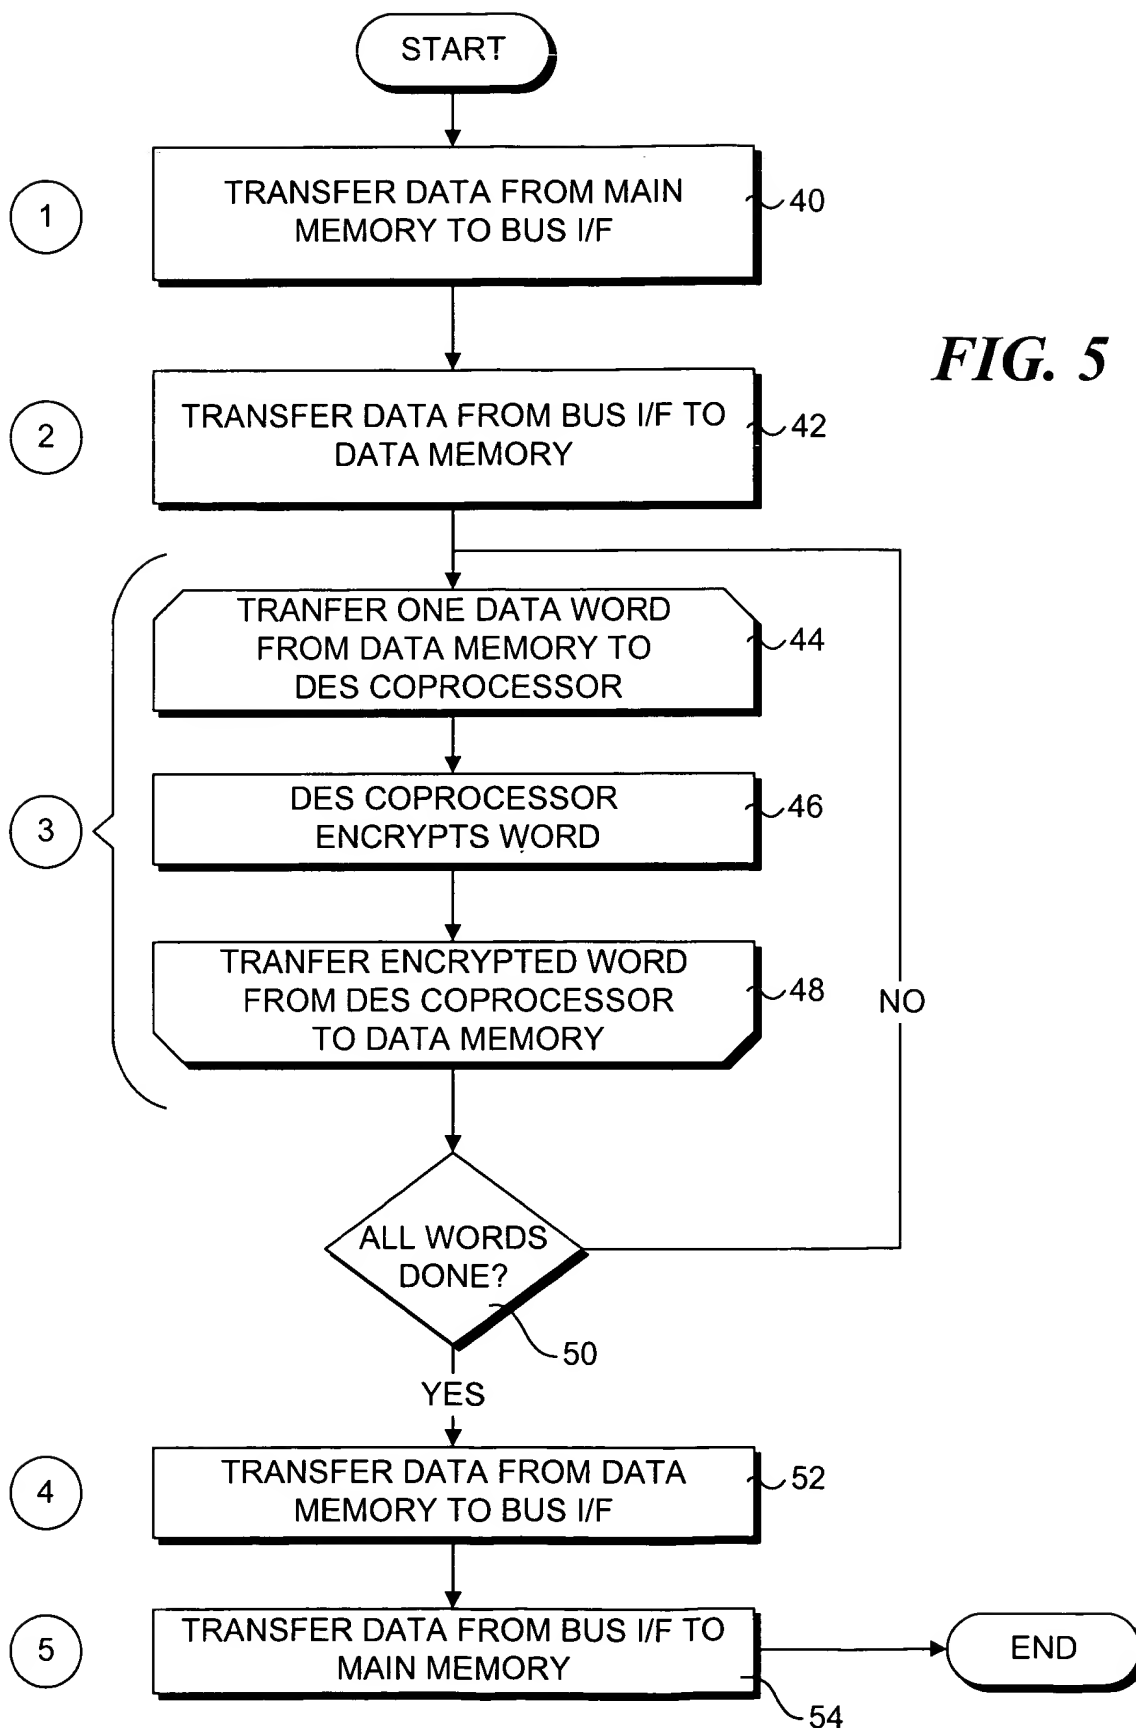 START
1
TRANSFER DATA FROM MAIN
MEMORY TO BUS I/F
40
FIG. 5
2
TRANSFER DATA FROM BUS I/F TO
DATA MEMORY
42
TRANFER ONE DATA WORD
FROM DATA MEMORY TO
DES COPROCESSOR
44
3
DES COPROCESSOR
ENCRYPTS WORD
46
TRANFER ENCRYPTED WORD
FROM DES COPROCESSOR
TO DATA MEMORY
48
NO
ALL WORDS
DONE?
50
YES
4
TRANSFER DATA FROM DATA
MEMORY TO BUS I/F
52
5
TRANSFER DATA FROM BUS I/F TO
MAIN MEMORY
54
END